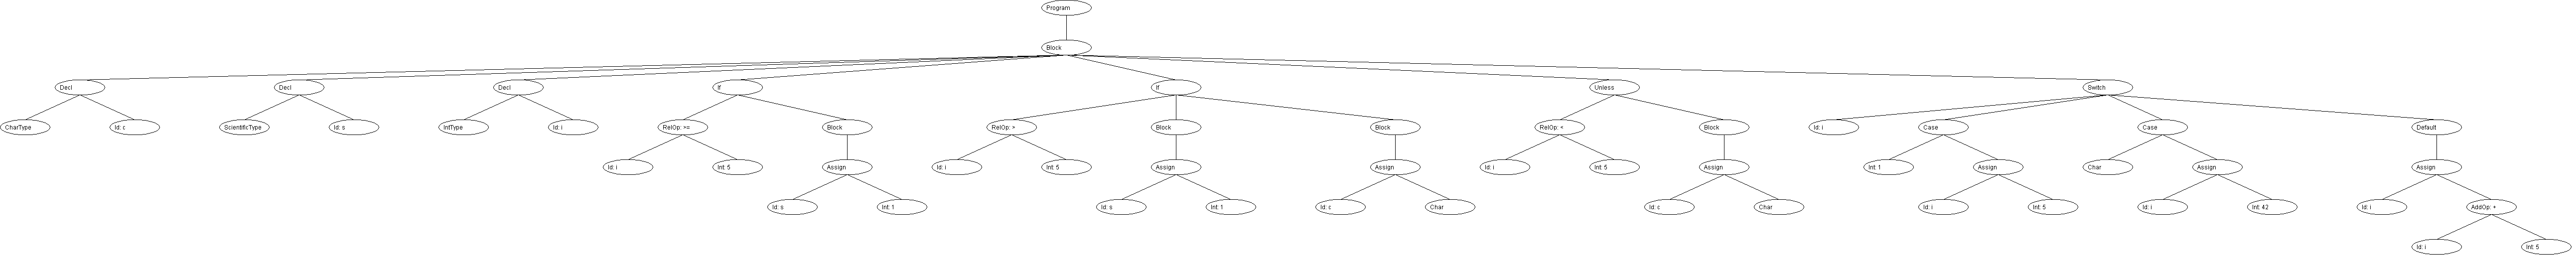 Program
Block
Decl Decl Decl If If Unless Switch
CharType Id: c ScientificType Id: s IntType Id: i RelOp: >= Block RelOp: > Block Block RelOp: < Block Id: i Case Case Default
Id: i Int: 5 Assign Id: i Int: 5 Assign Assign Id: i Int: 5 Assign Int: 1 Assign Char Assign Assign
Id: s Int: 1 Id: s Int: 1 Id: c Char Id: c Char Id: i Int: 5 Id: i Int: 42 Id: i AddOp: +
Id: i Int: 5